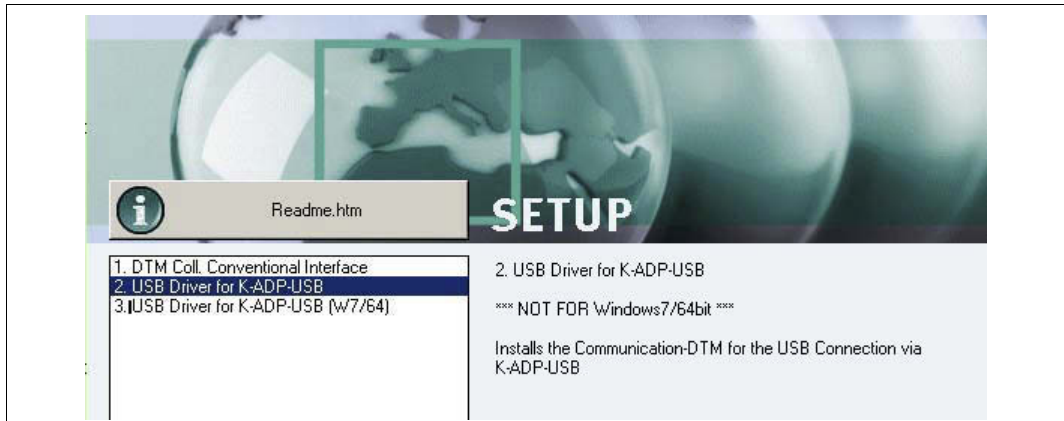 Readme.htm
SETUP
1. DTM Coll. Conventional Interface
2. USB Driver for K-ADP-USB
3. USB Driver for K-ADP-USB (W7/64)
2. USB Driver for K-ADP-USB
*** NOT FOR Windows7/64bit ***
Installs the Communication-DTM for the USB Connection via
K-ADP-USB